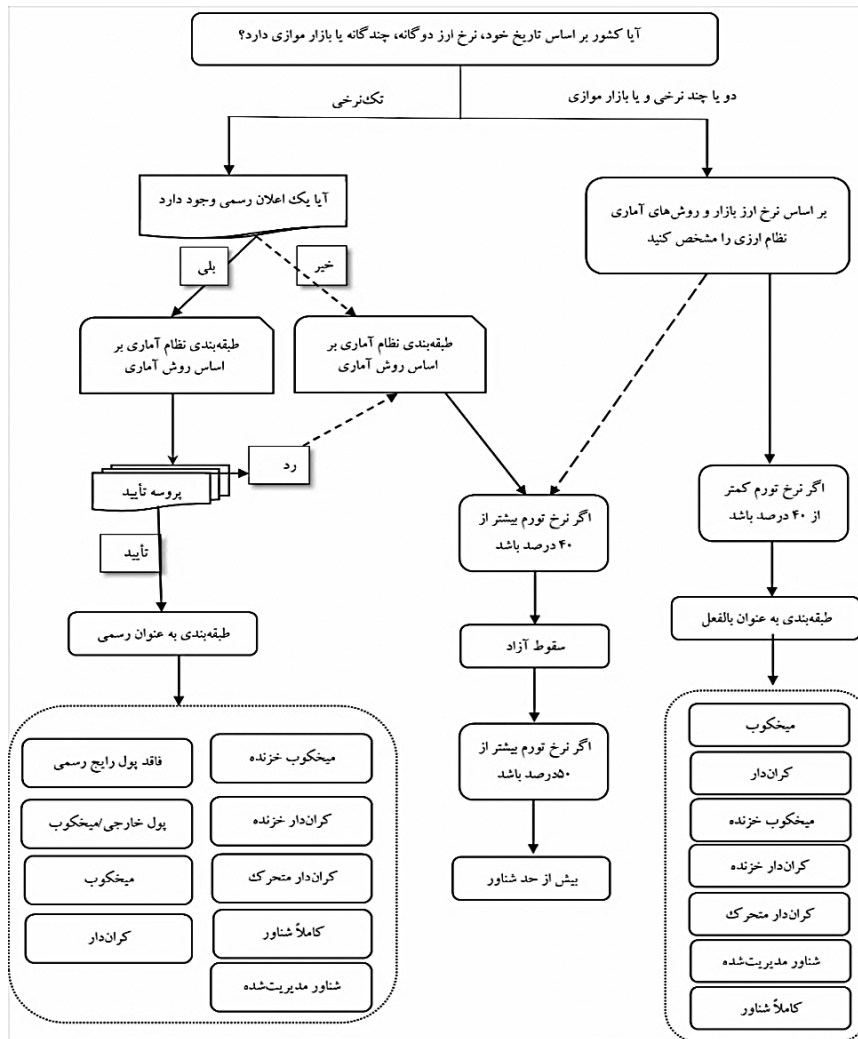 آیا کشور بر اساس تاریخ خود، نرخ ارز دوگانه، چندگانه یا بازار موازی دارد؟
دو یا چند نرخی و یا بازار موازی
تک‌نرخی
بر اساس نرخ ارز بازار و روش‌های آماری
نظام ارزی را مشخص کنید
آیا یک اعلان رسمی وجود دارد
خیر
بلی
طبقه‌بندی نظام آماری بر
اساس روش آماری
طبقه‌بندی نظام آماری بر
اساس روش آماری
رد
پروسه تأیید
تأیید
اگر نرخ تورم کمتر
از ۴۰ درصد باشد
اگر نرخ تورم بیشتر از
۴۰ درصد باشد
طبقه‌بندی به عنوان بالفعل
سقوط آزاد
طبقه‌بندی به عنوان رسمی
اگر نرخ تورم بیشتر از
۵۰درصد باشد
بیش از حد شناور
میخکوب
کران‌دار
میخکوب خزنده
کران‌دار خزنده
کران‌دار متحرک
شناور مدیریت‌شده
کاملاً شناور
میخکوب خزنده
کران‌دار خزنده
کران‌دار متحرک
کاملاً شناور
شناور مدیریت‌شده
فاقد پول رایج رسمی
پول خارجی/میخکوب
میخکوب
کران‌دار